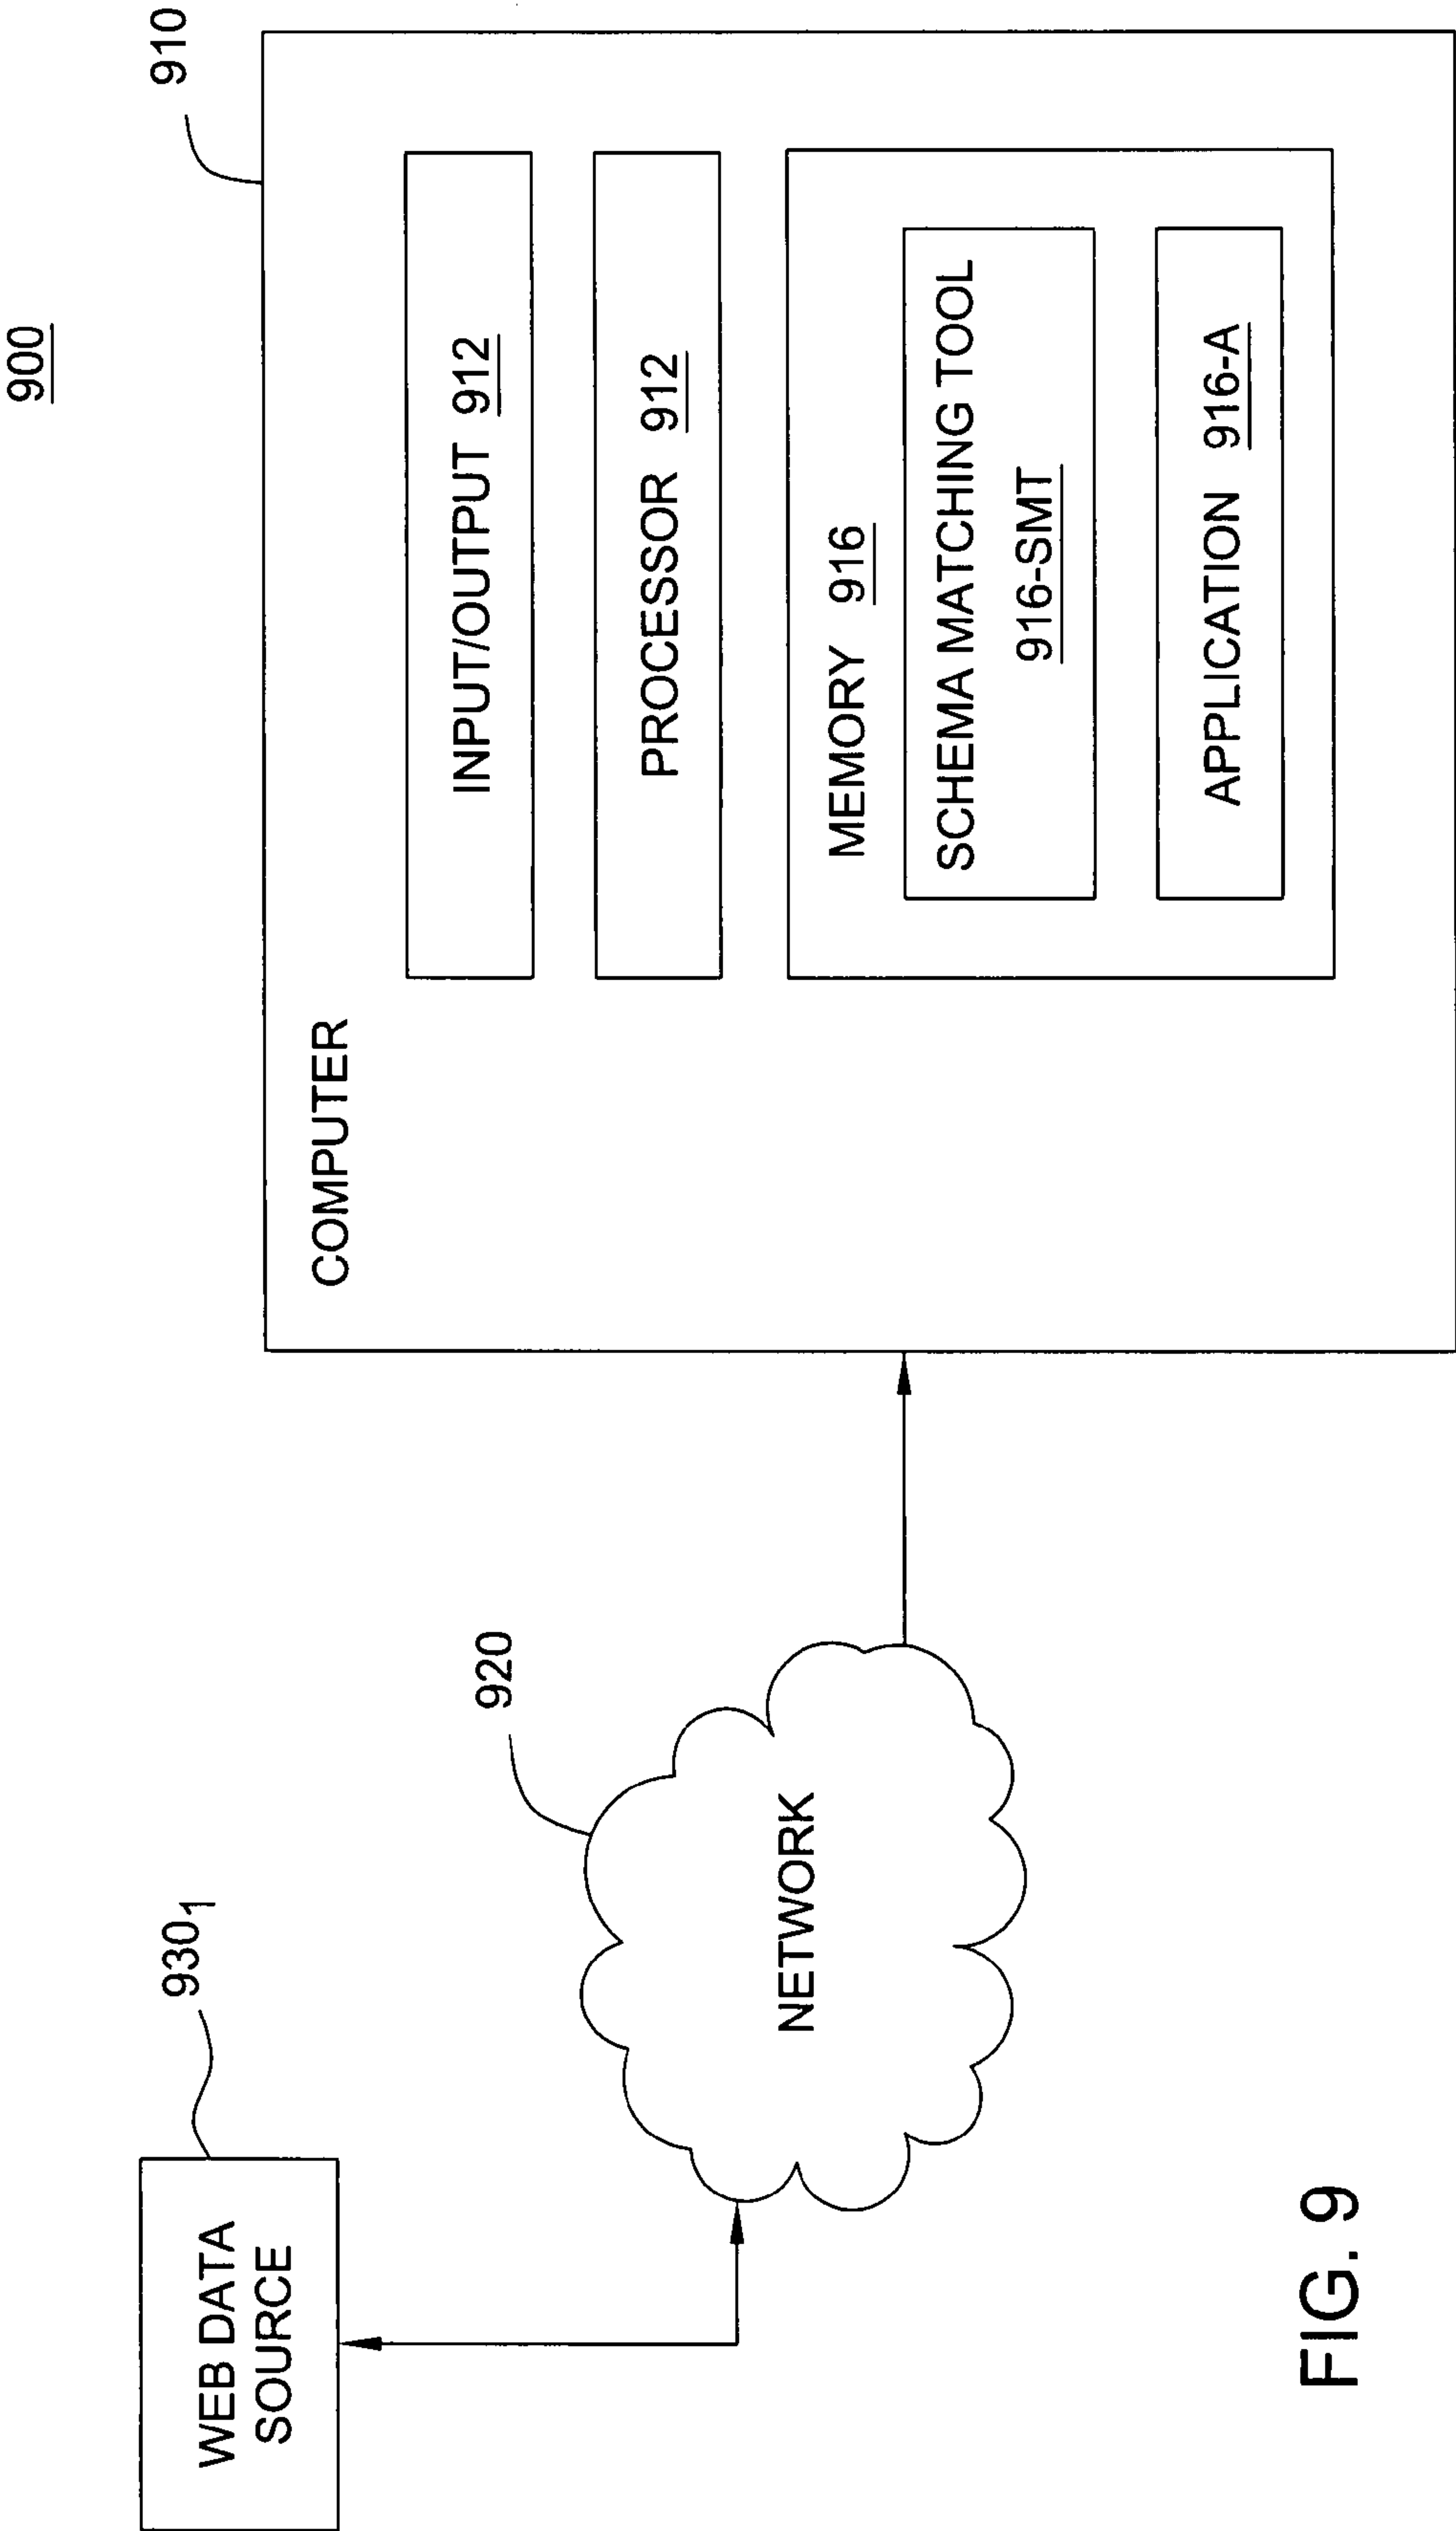 900
910
COMPUTER
INPUT/OUTPUT 912
PROCESSOR 912
MEMORY 916
SCHEMA MATCHING TOOL
916-SMT
APPLICATION 916-A
920
NETWORK
930₁
WEB DATA
SOURCE
FIG. 9